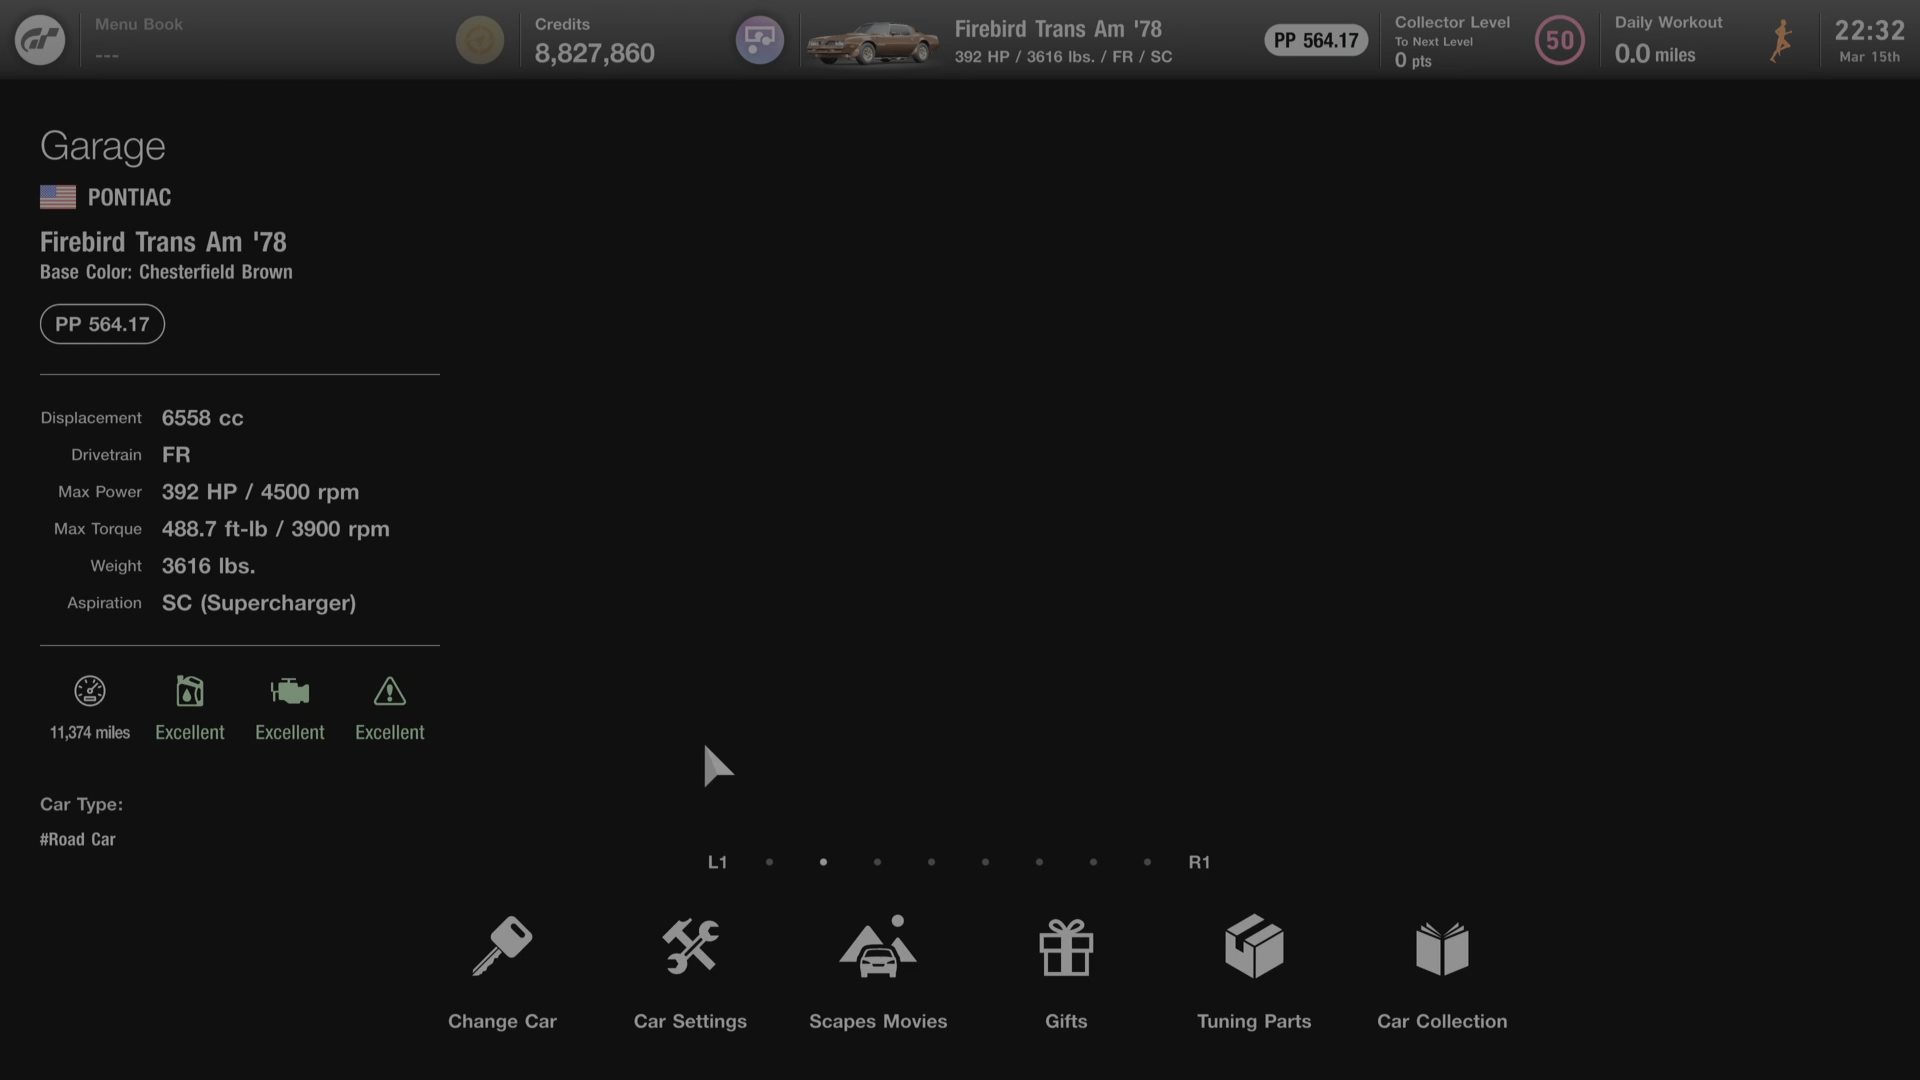 Menu Book
---
Credits
8,827,860
Firebird Trans Am '78
392 HP / 3616 lbs. / FR / SC
PP 564.17
Collector Level
To Next Level
0 pts
50
Daily Workout
0.0 miles
22:32
Mar 15th
Garage
PONTIAC
Firebird Trans Am '78
Base Color: Chesterfield Brown
PP 564.17
Displacement 6558 cc
Drivetrain FR
Max Power 392 HP / 4500 rpm
Max Torque 488.7 ft-lb / 3900 rpm
Weight 3616 lbs.
Aspiration SC (Supercharger)
11,374 miles Excellent Excellent Excellent
Car Type:
#Road Car
L1 R1
Change Car Car Settings Scapes Movies Gifts Tuning Parts Car Collection